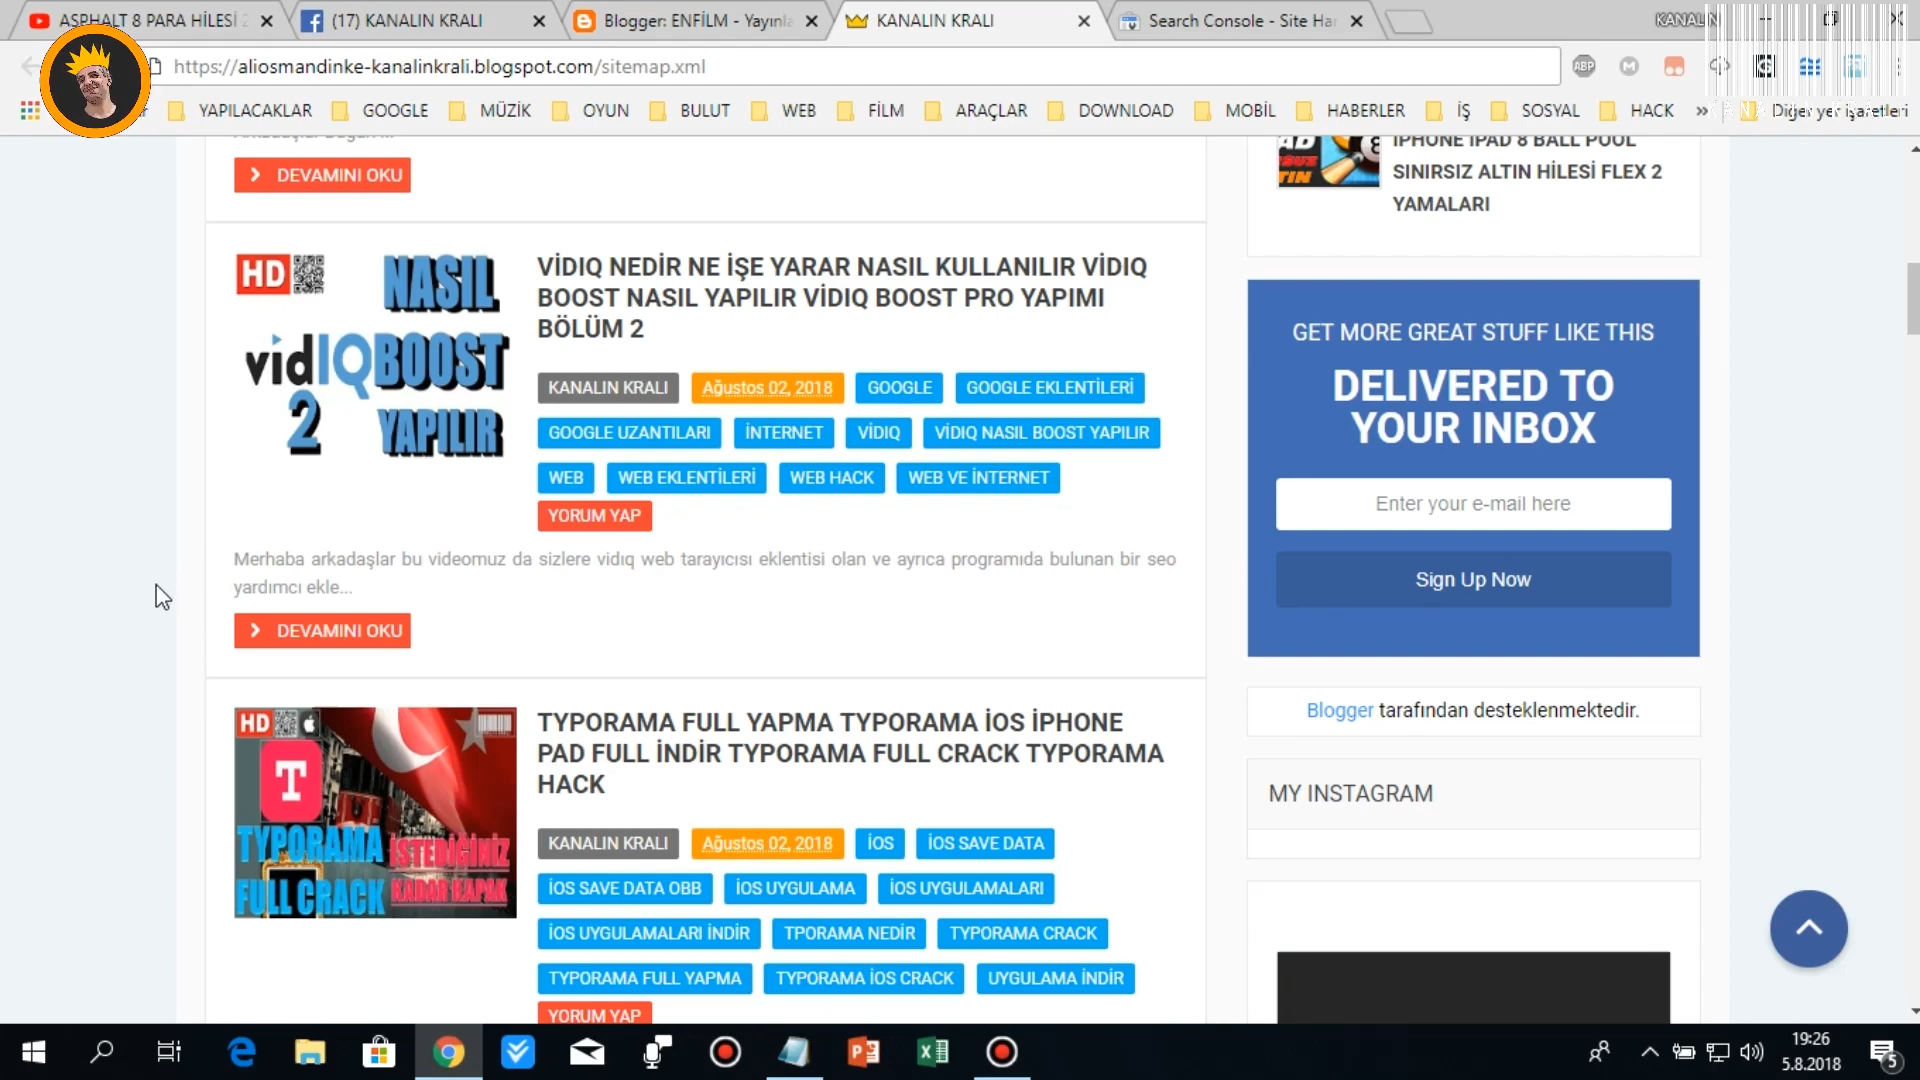 ASPHALT 8 PARA HİLESİ
(17) KANALIN KRALI
Blogger: ENFİLM - Yayınla
KANALIN KRALI
Search Console - Site Har
https://aliosmandinke-kanalinkrali.blogspot.com/sitemap.xml
ABP
YAPILACAKLAR
GOOGLE
MÜZİK
OYUN
BULUT
WEB
FİLM
ARAÇLAR
DOWNLOAD
MOBİL
HABERLER
İŞ
SOSYAL
HACK
Diğer yer işaretleri
DEVAMINI OKU
IPHONE IPAD 8 BALL POOL
SINIRSIZ ALTIN HİLESİ FLEX 2
YAMALARI
HD
NASIL
vidIQ BOOST
2 YAPILIR
VİDIQ NEDİR NE İŞE YARAR NASIL KULLANILIR VİDIQ
BOOST NASIL YAPILIR VİDIQ BOOST PRO YAPIMI
BÖLÜM 2
KANALIN KRALI Ağustos 02, 2018 GOOGLE GOOGLE EKLENTİLERİ
GOOGLE UZANTILARI İNTERNET VİDIQ VİDIQ NASIL BOOST YAPILIR
WEB WEB EKLENTİLERİ WEB HACK WEB VE İNTERNET
YORUM YAP
Merhaba arkadaşlar bu videomuz da sizlere vidıq web tarayıcısı eklentisi olan ve ayrıca programıda bulunan bir seo
yardımcı ekle...
DEVAMINI OKU
GET MORE GREAT STUFF LIKE THIS
DELIVERED TO
YOUR INBOX
Enter your e-mail here
Sign Up Now
Blogger tarafından desteklenmektedir.
MY INSTAGRAM
HD
T
TYPORAMA İSTEDİĞİNİZ
FULL CRACK KADAR KAPAK
TYPORAMA FULL YAPMA TYPORAMA İOS İPHONE
PAD FULL İNDİR TYPORAMA FULL CRACK TYPORAMA
HACK
KANALIN KRALI Ağustos 02, 2018 İOS İOS SAVE DATA
İOS SAVE DATA OBB İOS UYGULAMA İOS UYGULAMALARI
İOS UYGULAMALARI İNDİR TPORAMA NEDİR TYPORAMA CRACK
TYPORAMA FULL YAPMA TYPORAMA İOS CRACK UYGULAMA İNDİR
YORUM YAP
19:26
5.8.2018
5